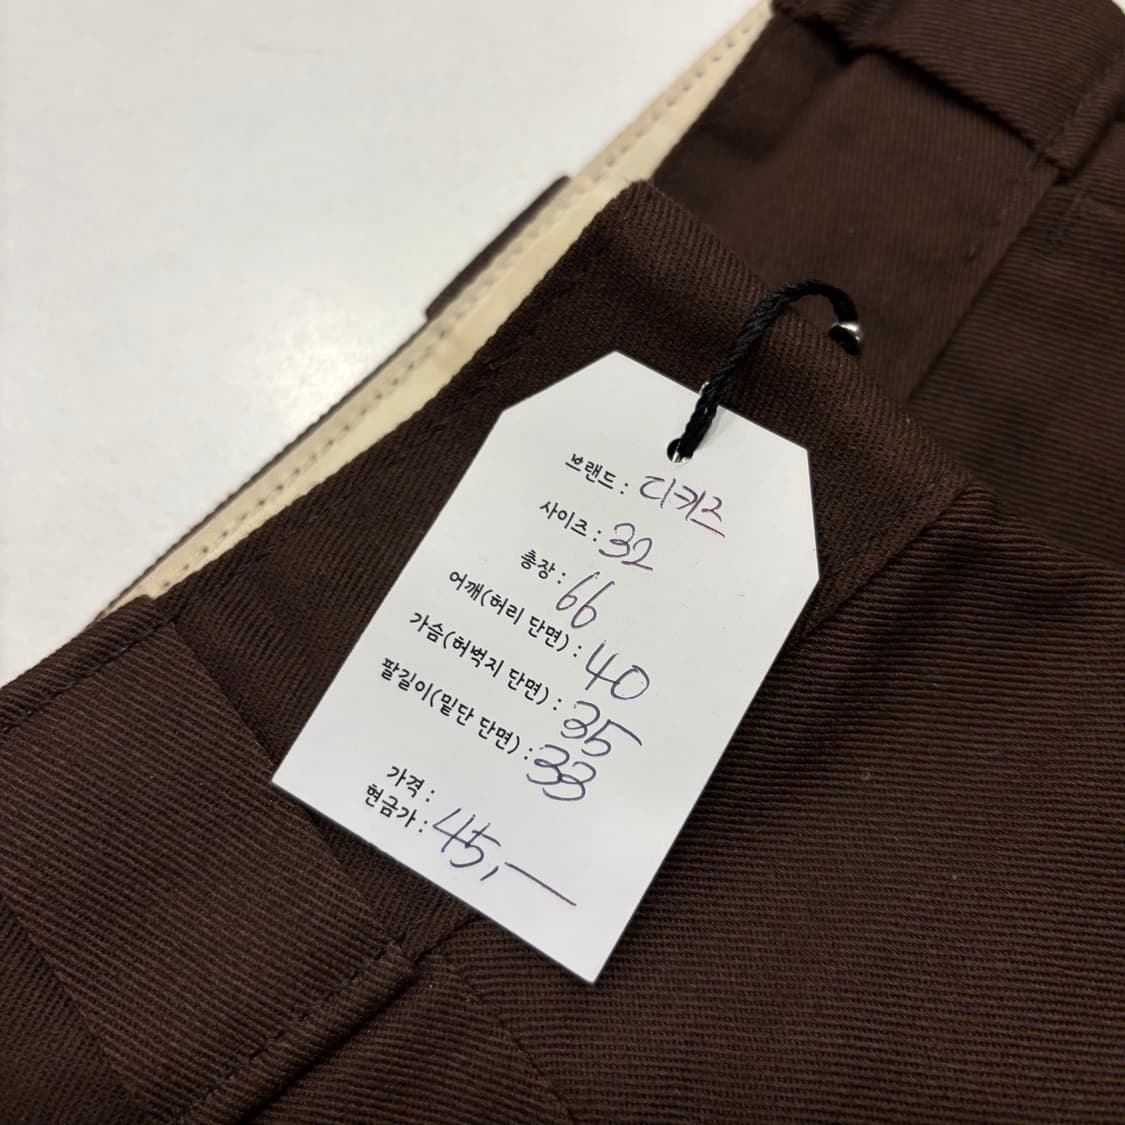 브랜드 : 디키즈
사이즈 : 32
총장 : 66
어깨(허리 단면) : 40
가슴(허벅지 단면) : 35
팔길이(밑단 단면) : 33
가격 :
현금가 : 45,—